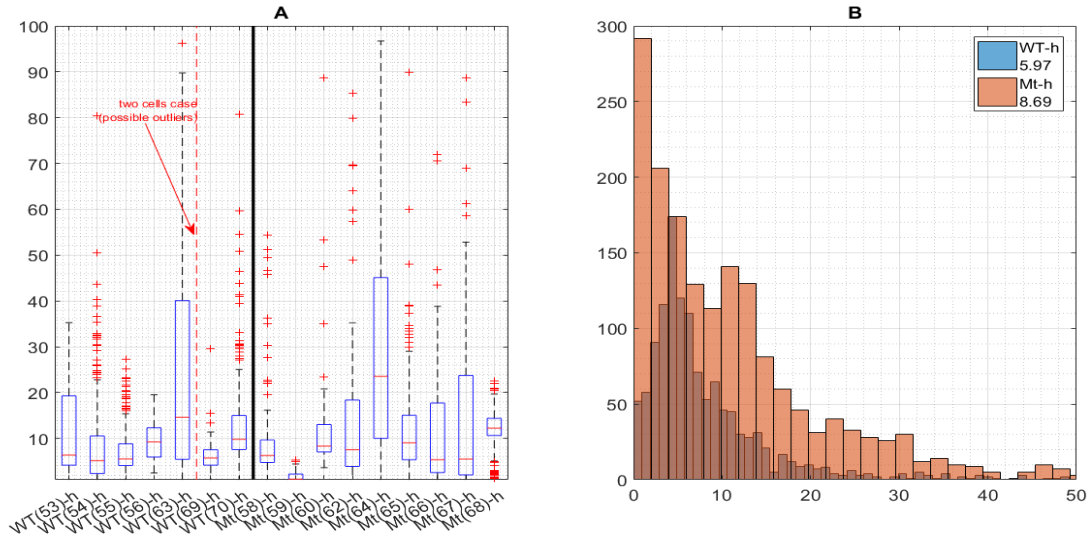 A
100
90
80
70
60
50
40
30
20
10
two cells case
(possible outliers)
WT(53)-h
WT(54)-h
WT(55)-h
WT(56)-h
WT(63)-h
WT(69)-h
WT(70)-h
Mt(58)-h
Mt(59)-h
Mt(60)-h
Mt(62)-h
Mt(64)-h
Mt(65)-h
Mt(66)-h
Mt(67)-h
Mt(68)-h
B
300
250
200
150
100
50
0
WT-h
5.97
Mt-h
8.69
0 10 20 30 40 50